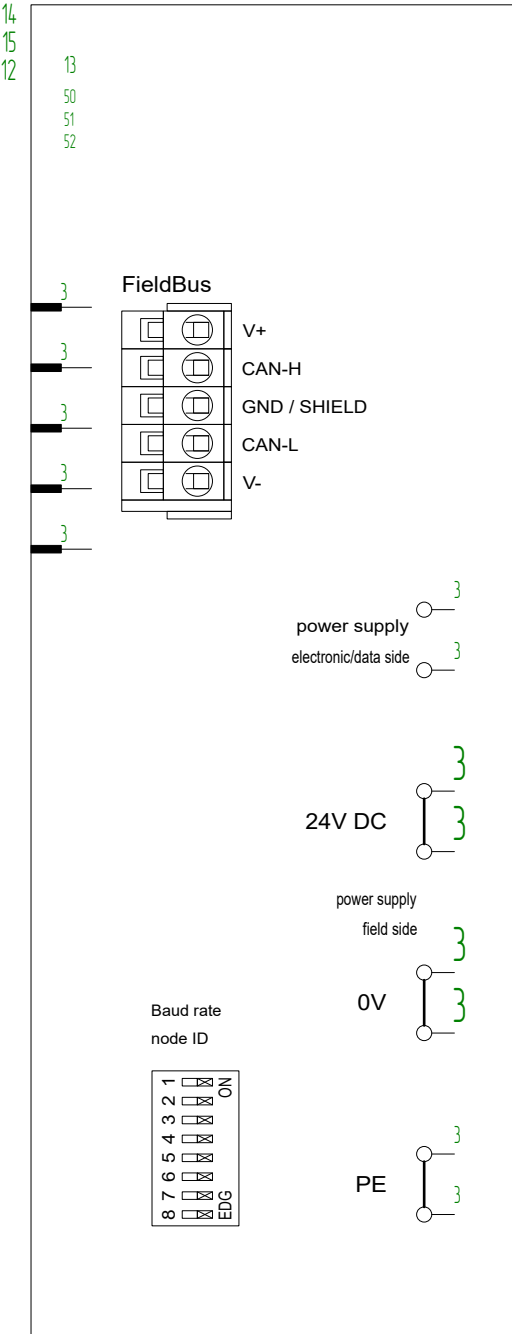 14
15
12
13
50
51
52
FieldBus
3
V+
3
CAN-H
3
GND / SHIELD
3
CAN-L
3
V-
3
power supply
3
electronic/data side
3
24V DC
3
3
power supply
field side
0V
3
3
Baud rate
node ID
1
2
3
4
5
6
7
8
ON
EDG
PE
3
3